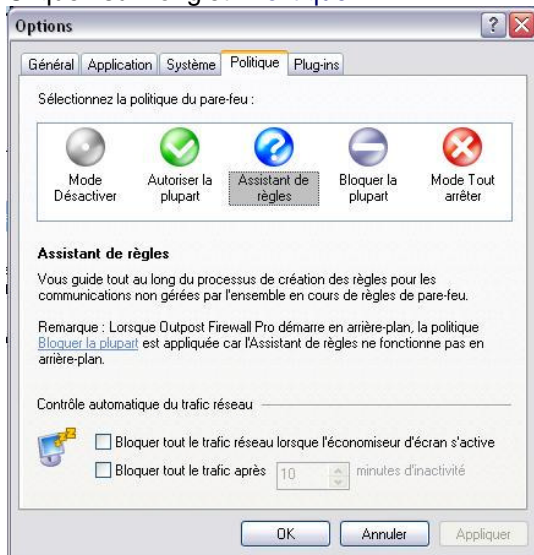 Options
Général Application Système Politique Plug-ins
Sélectionnez la politique du pare-feu :
Mode Désactiver
Autoriser la plupart
Assistant de règles
Bloquer la plupart
Mode Tout arrêter
Assistant de règles
Vous guide tout au long du processus de création des règles pour les
communications non gérées par l'ensemble en cours de règles de pare-feu.
Remarque : Lorsque Outpost Firewall Pro démarre en arrière-plan, la politique
Bloquer la plupart est appliquée car l'Assistant de règles ne fonctionne pas en
arrière-plan.
Contrôle automatique du trafic réseau
Bloquer tout le trafic réseau lorsque l'économiseur d'écran s'active
Bloquer tout le trafic après 10 minutes d'inactivité
OK Annuler Appliquer